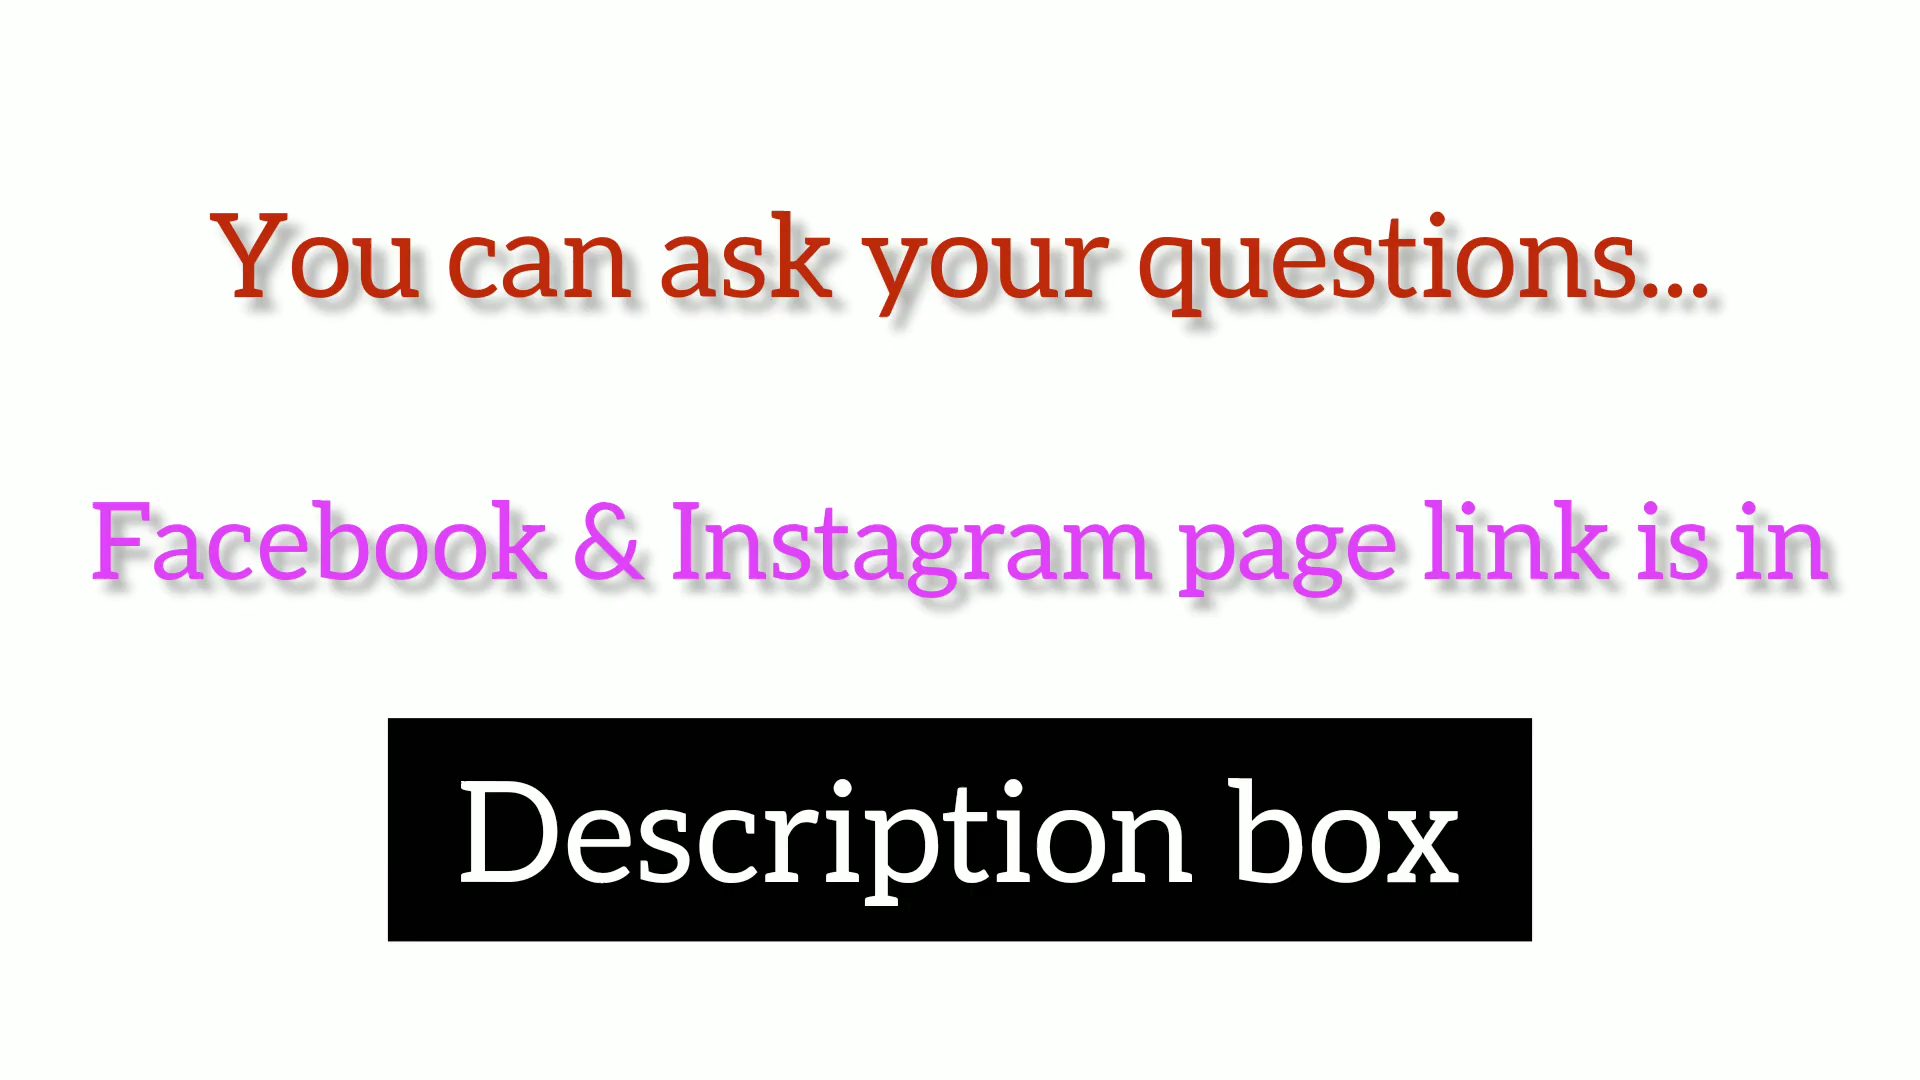 You can ask your questions...
Facebook & Instagram page link is in
Description box